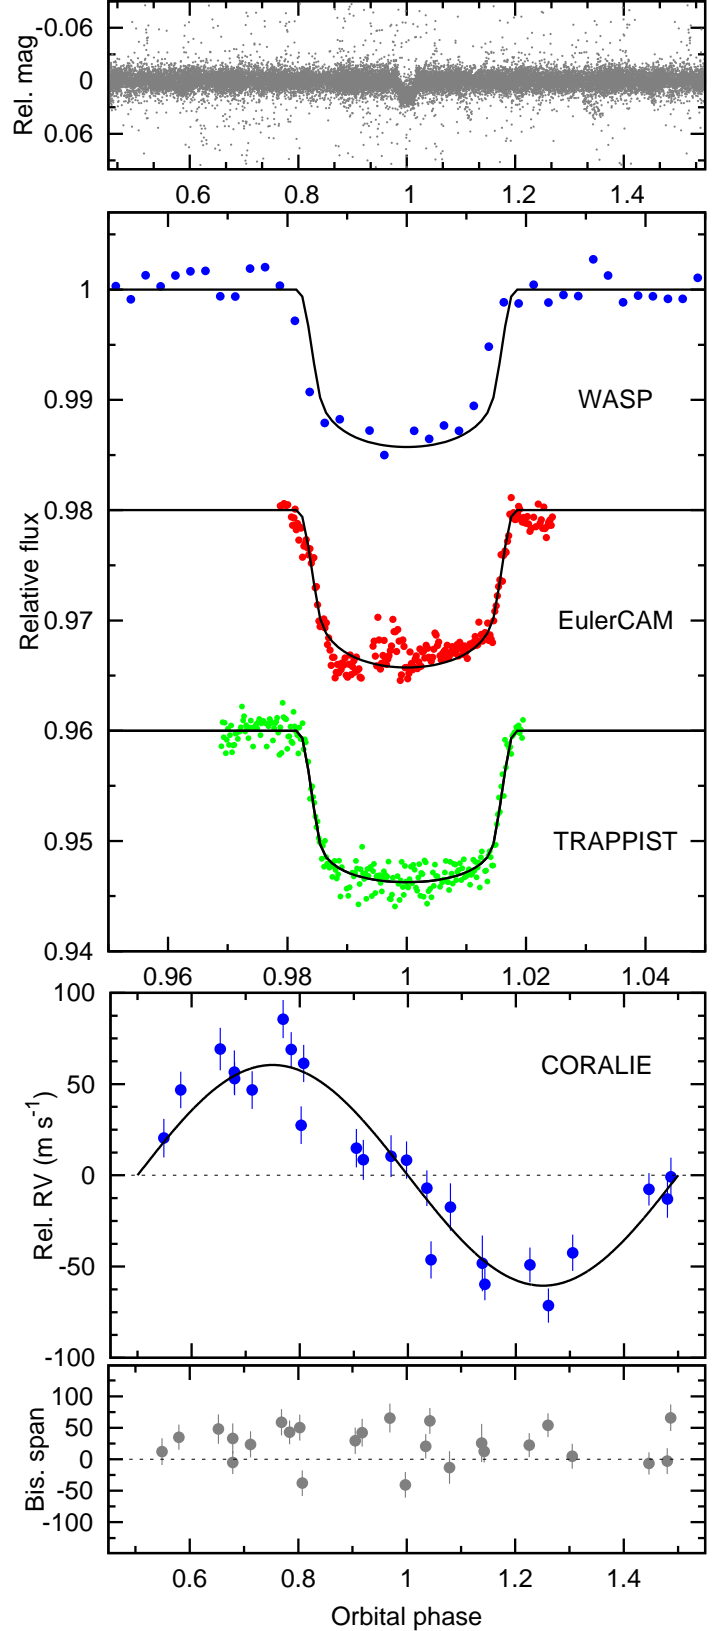 Rel. mag
-0.06
0
0.06
0.6 0.8 1 1.2 1.4
Relative flux
1
WASP
0.99
0.98
EulerCAM
0.97
0.96
TRAPPIST
0.95
0.94
0.96 0.98 1 1.02 1.04
Rel. RV (m s⁻¹)
100
CORALIE
50
0
-50
-100
Bis. span
100
50
0
-50
-100
0.6 0.8 1 1.2 1.4
Orbital phase